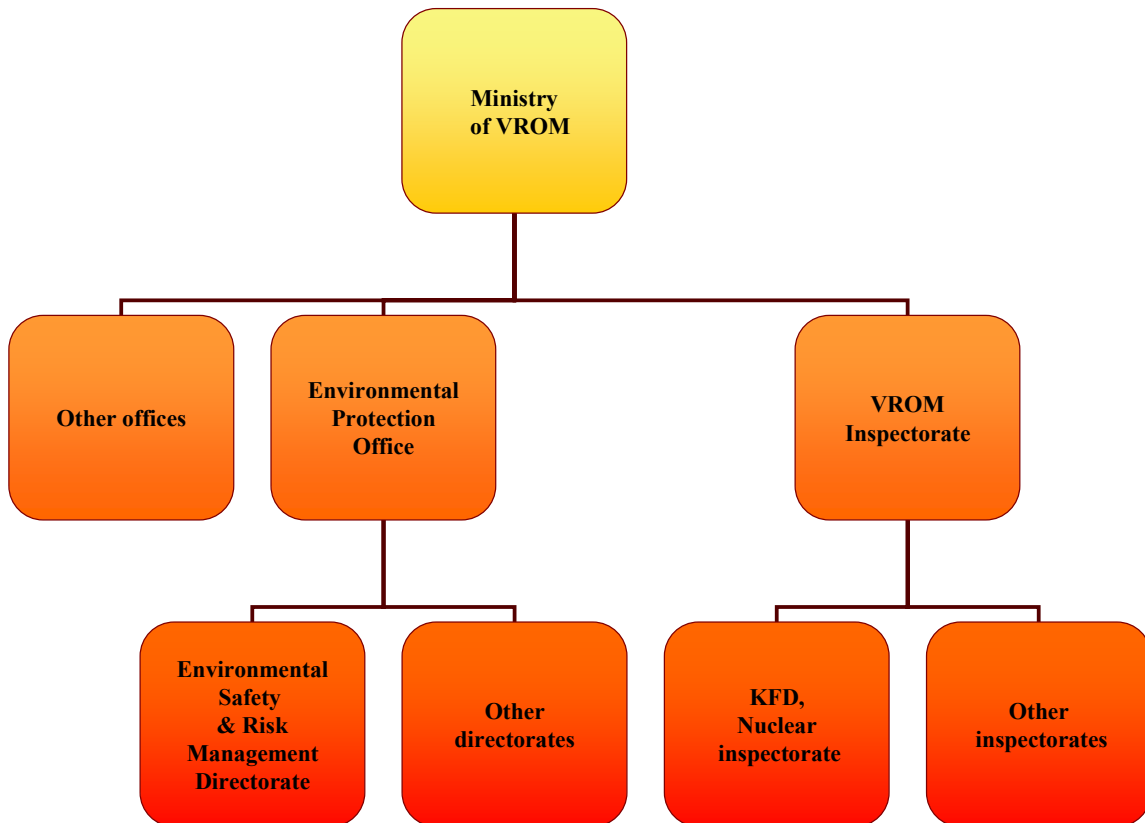 Ministry
of VROM
Other offices
Environmental
Protection
Office
VROM
Inspectorate
Environmental
Safety
& Risk
Management
Directorate
Other
directorates
KFD,
Nuclear
inspectorate
Other
inspectorates